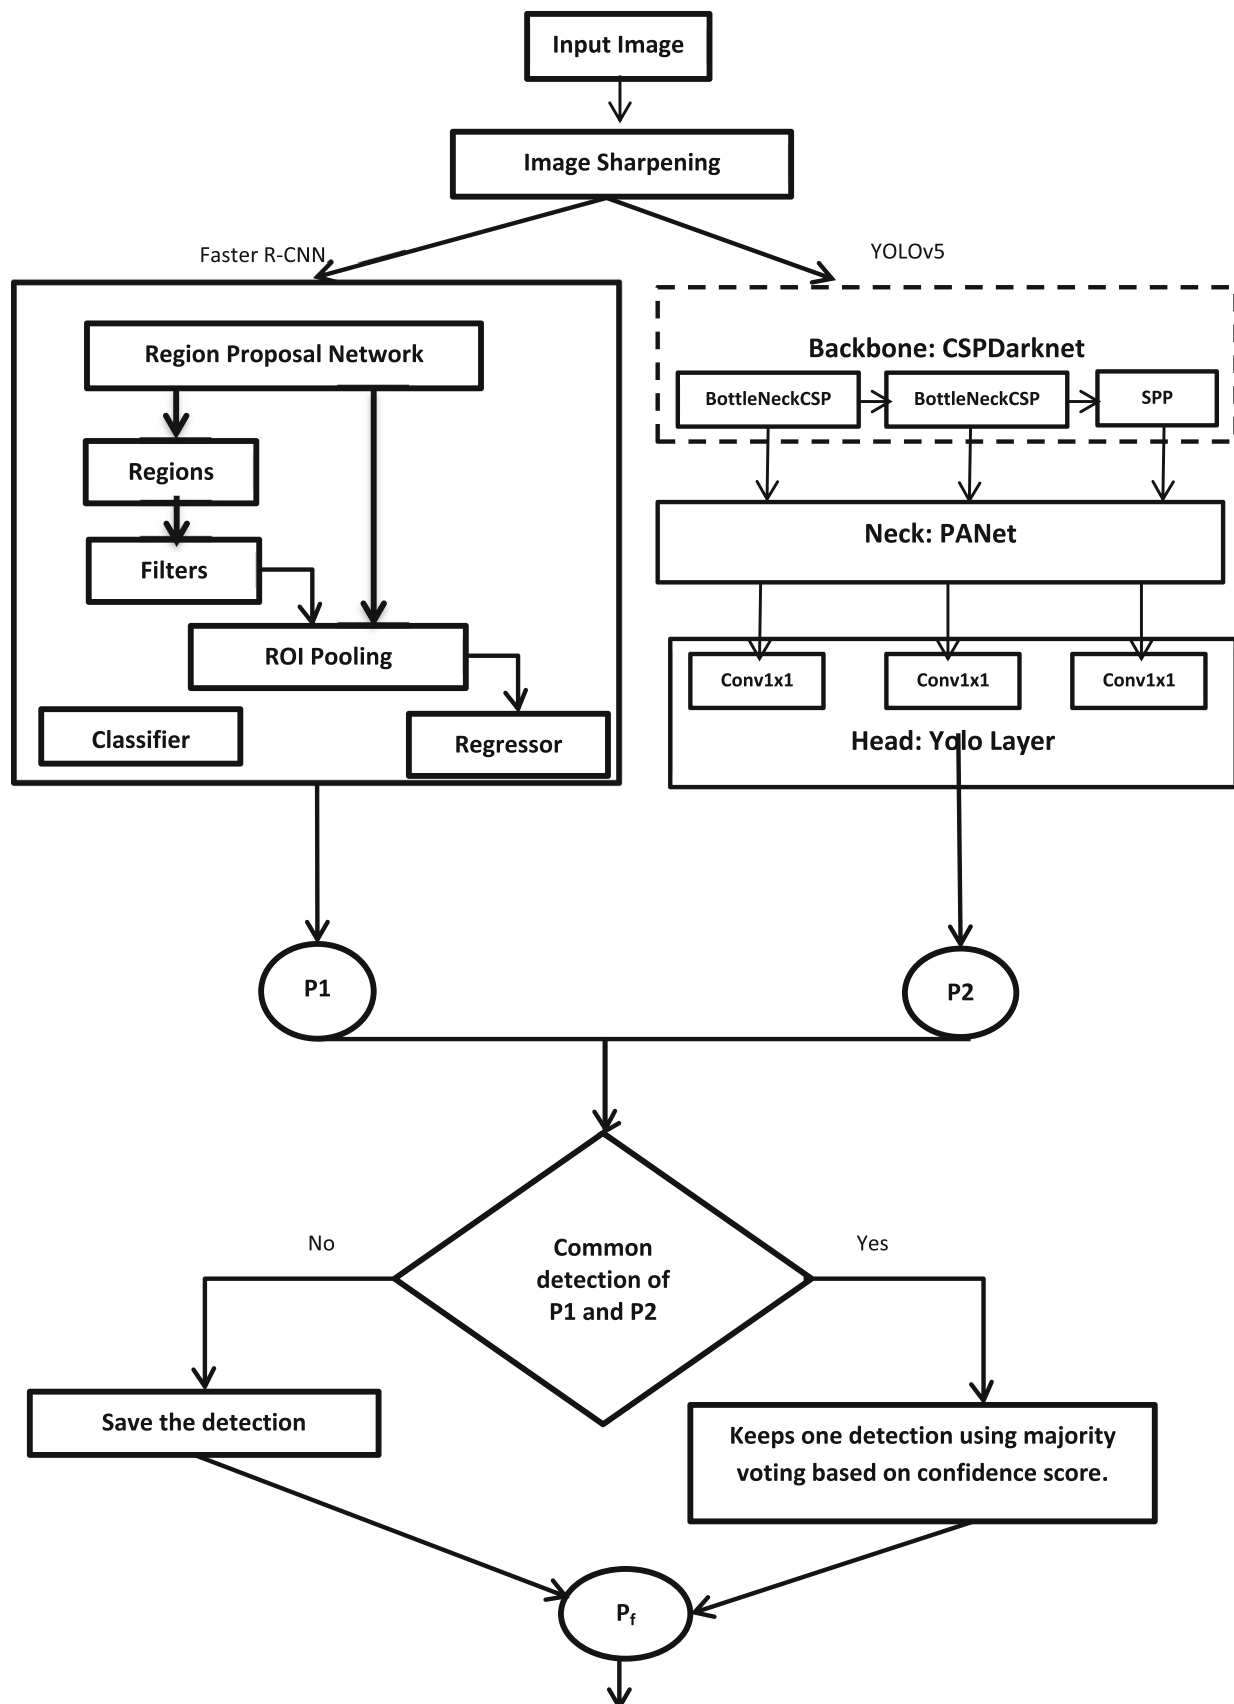 Input Image
Image Sharpening
Faster R-CNN
YOLOv5
Region Proposal Network
Regions
Filters
ROI Pooling
Classifier
Regressor
Backbone: CSPDarknet
BottleNeckCSP
BottleNeckCSP
SPP
Neck: PANet
Conv1x1
Conv1x1
Conv1x1
Head: Yolo Layer
P1
P2
Common
detection of
P1 and P2
No
Yes
Save the detection
Keeps one detection using majority
voting based on confidence score.
Pf